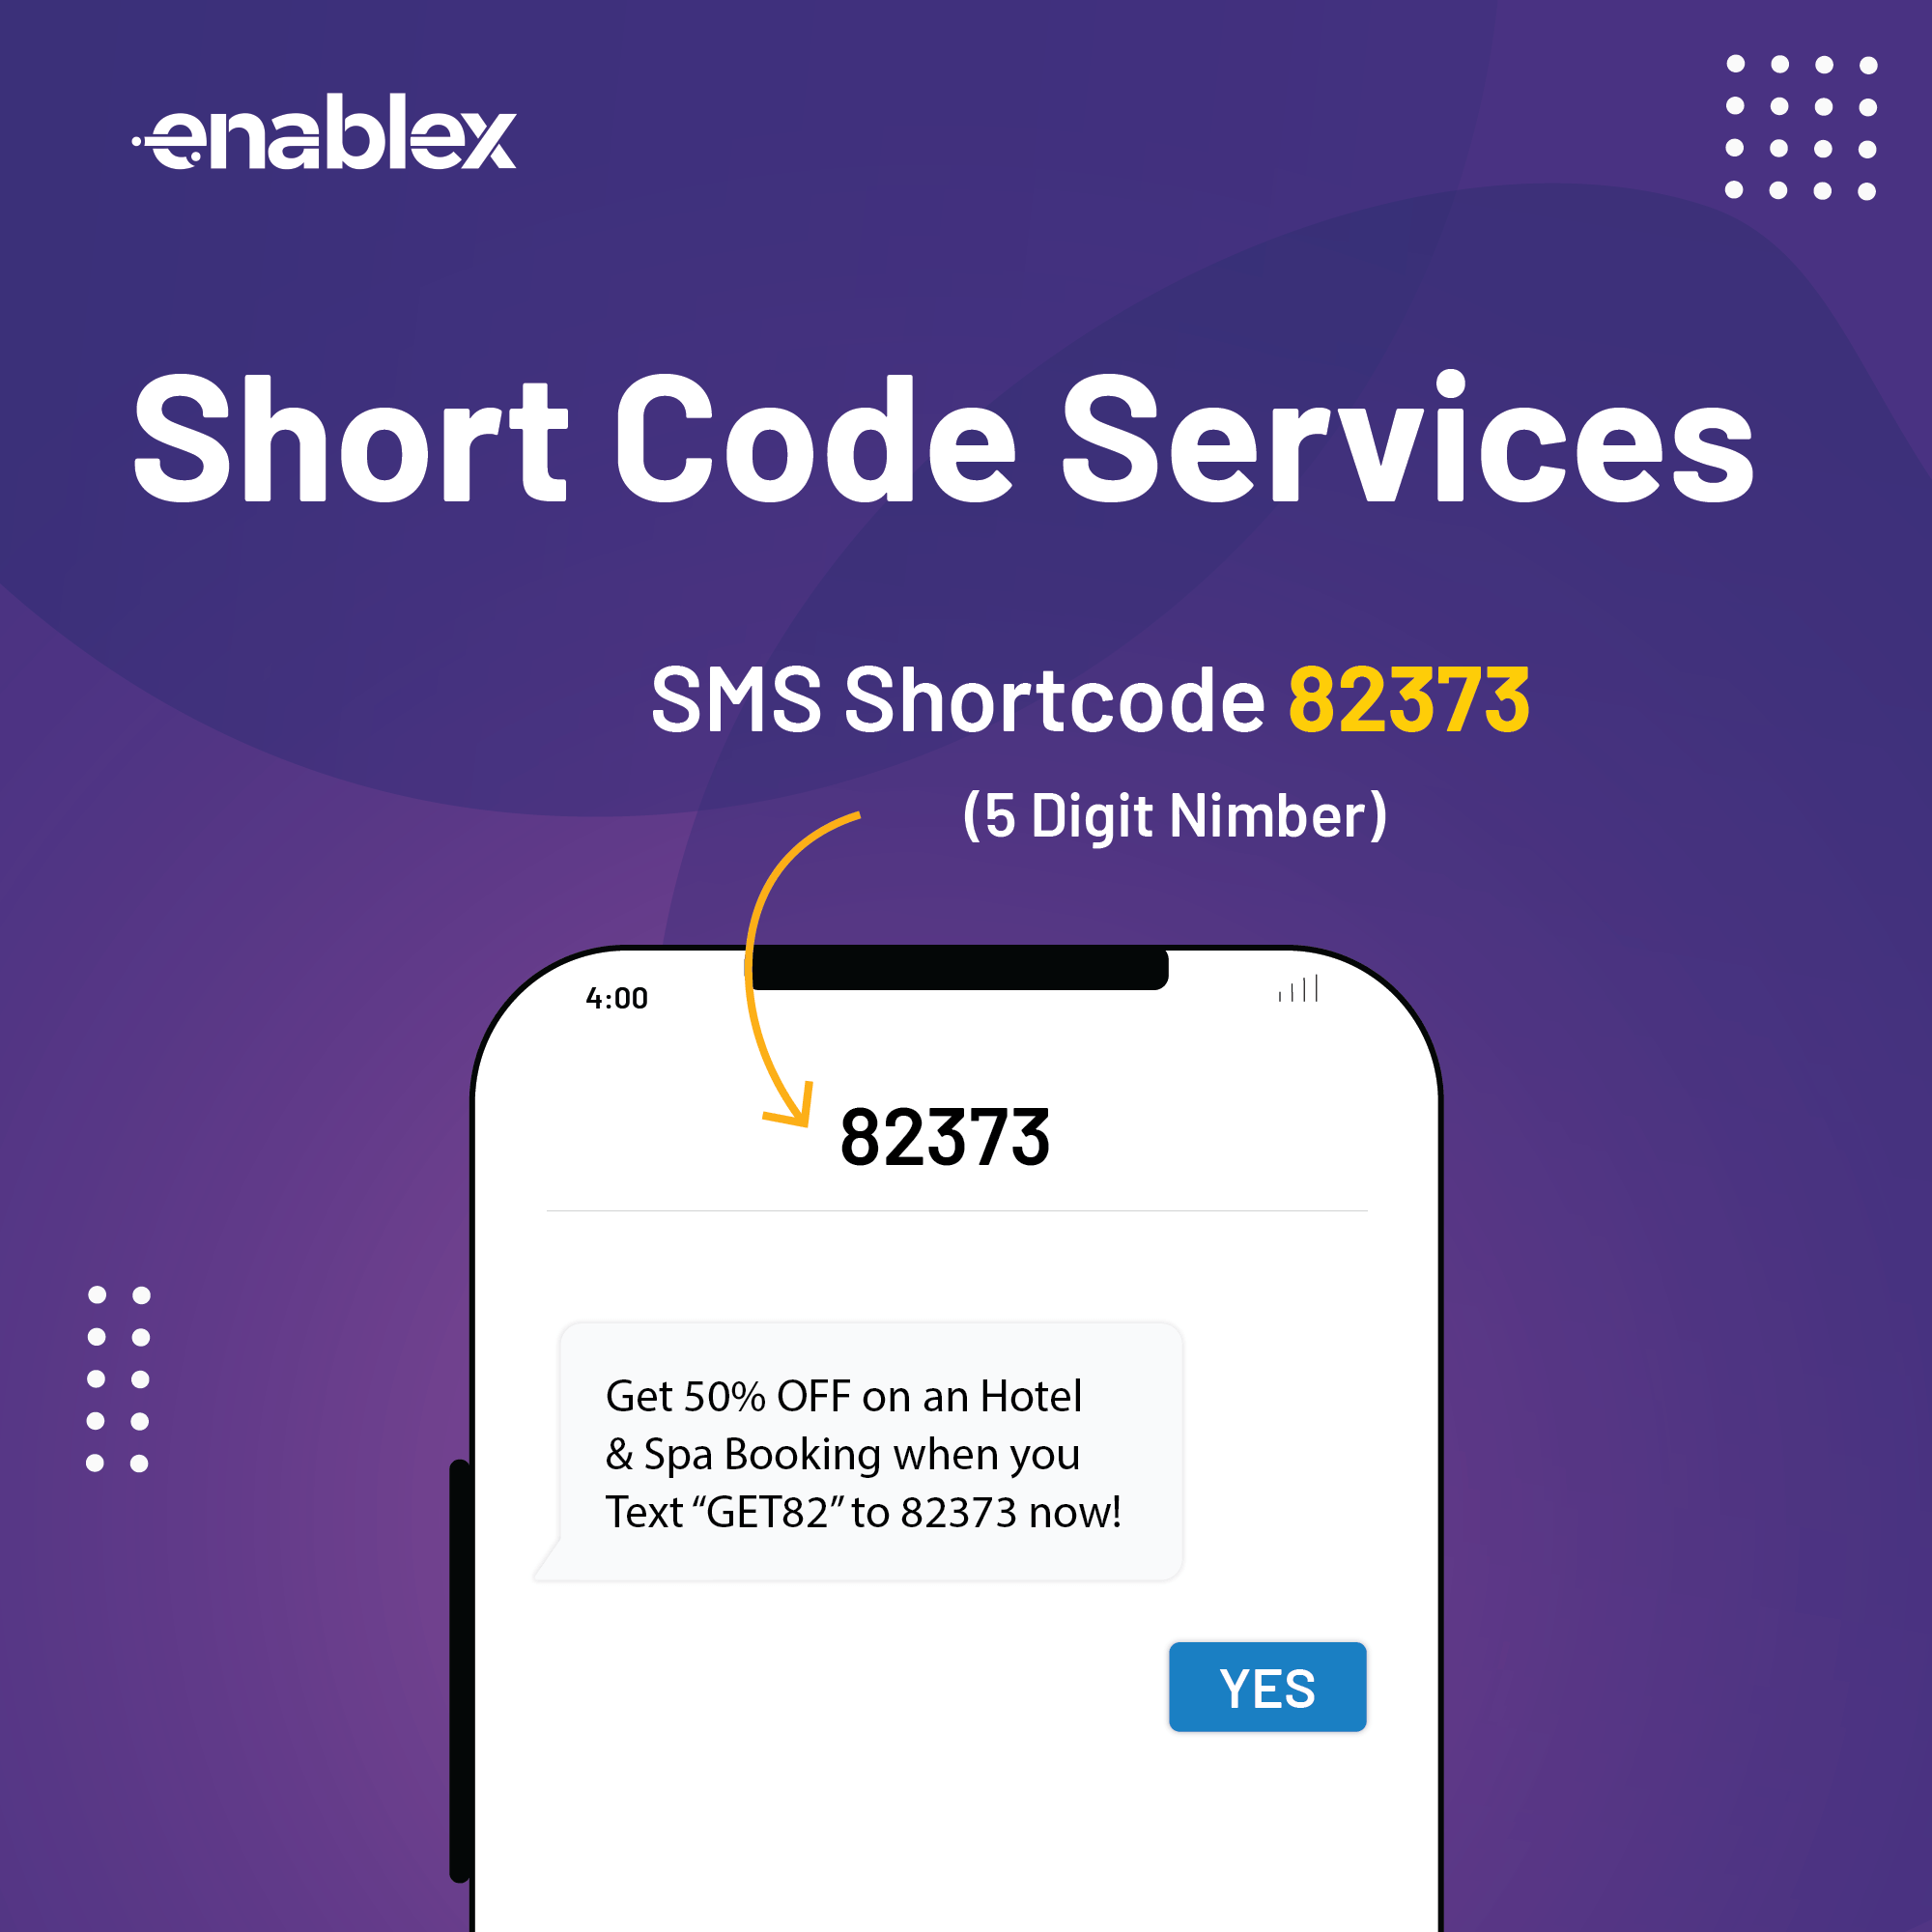 enablex
Short Code Services
SMS Shortcode 82373
(5 Digit Nimber)
4:00
82373
Get 50% OFF on an Hotel
& Spa Booking when you
Text “GET82” to 82373 now!
YES